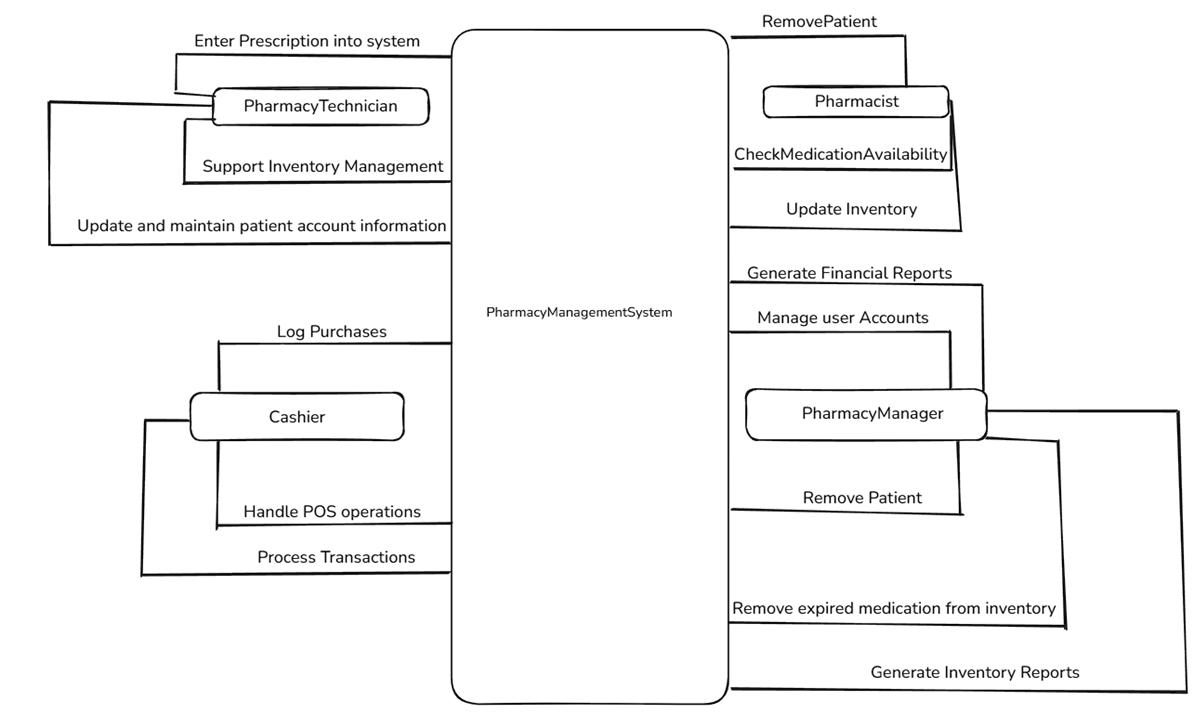 RemovePatient
Enter Prescription into system
PharmacyTechnician
Pharmacist
CheckMedicationAvailability
Support Inventory Management
Update Inventory
Update and maintain patient account information
Generate Financial Reports
PharmacyManagementSystem
Manage user Accounts
Log Purchases
Cashier
PharmacyManager
Remove Patient
Handle POS operations
Process Transactions
Remove expired medication from inventory
Generate Inventory Reports